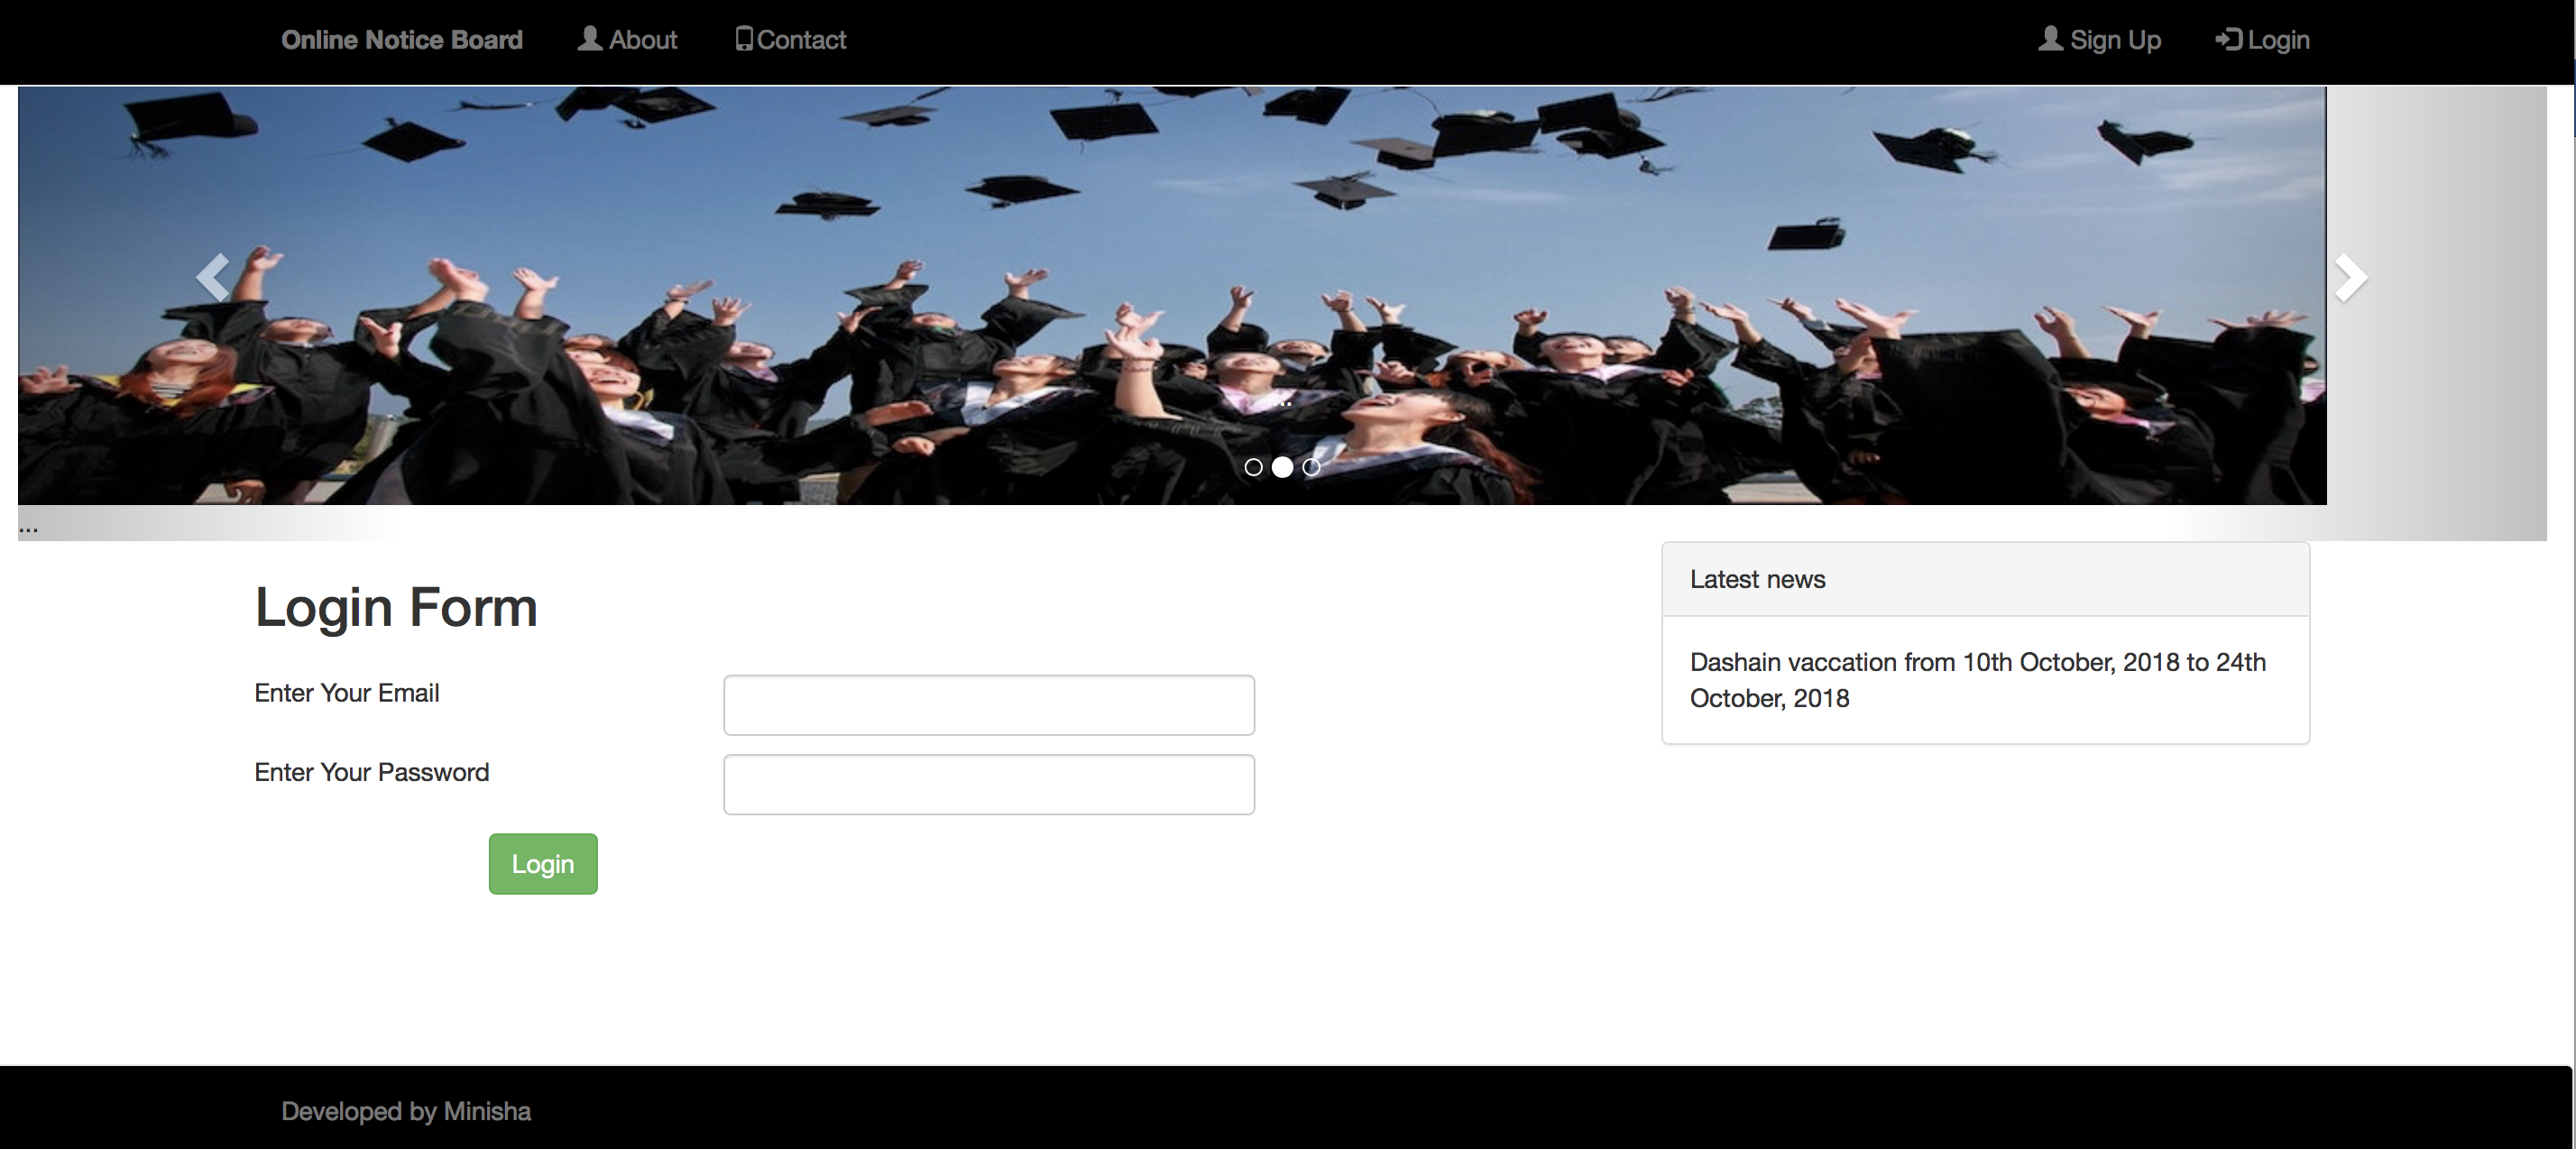 Online Notice Board About Contact Sign Up Login
...
...
Login Form
Enter Your Email
Enter Your Password
Login
Latest news
Dashain vaccation from 10th October, 2018 to 24th
October, 2018
Developed by Minisha